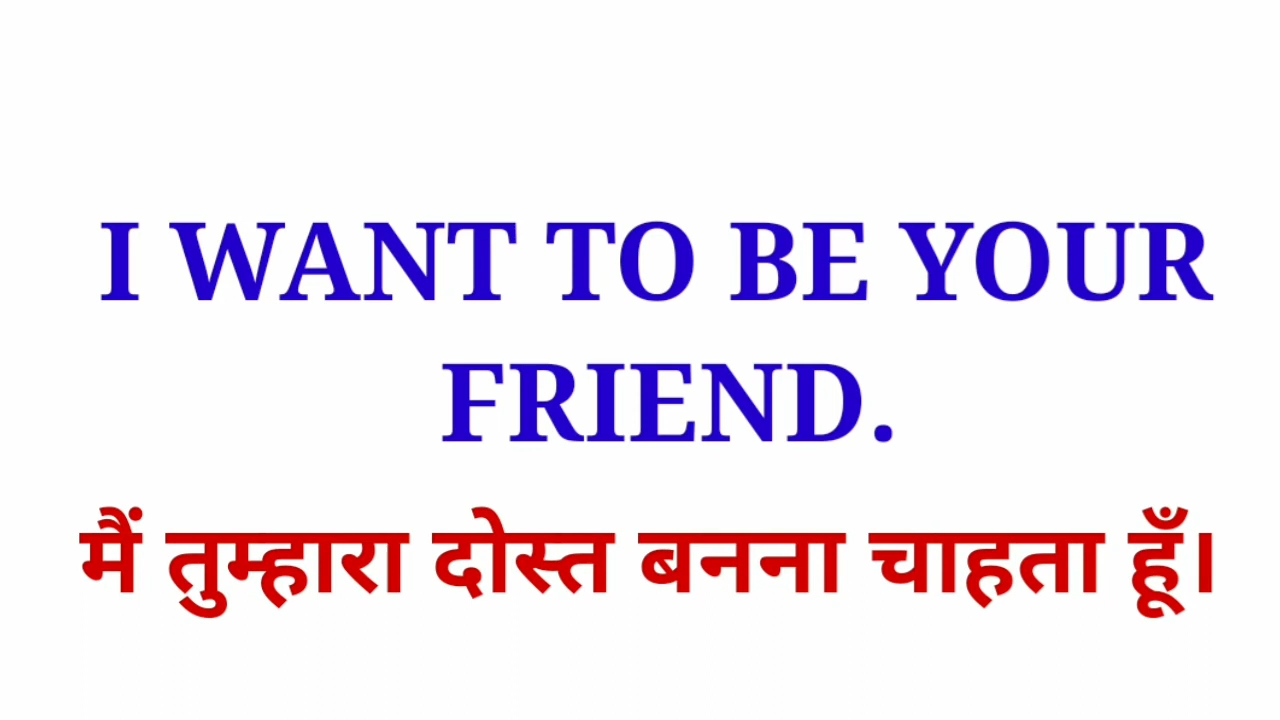 I WANT TO BE YOUR
FRIEND.
मैं तुम्हारा दोस्त बनना चाहता हूँ।